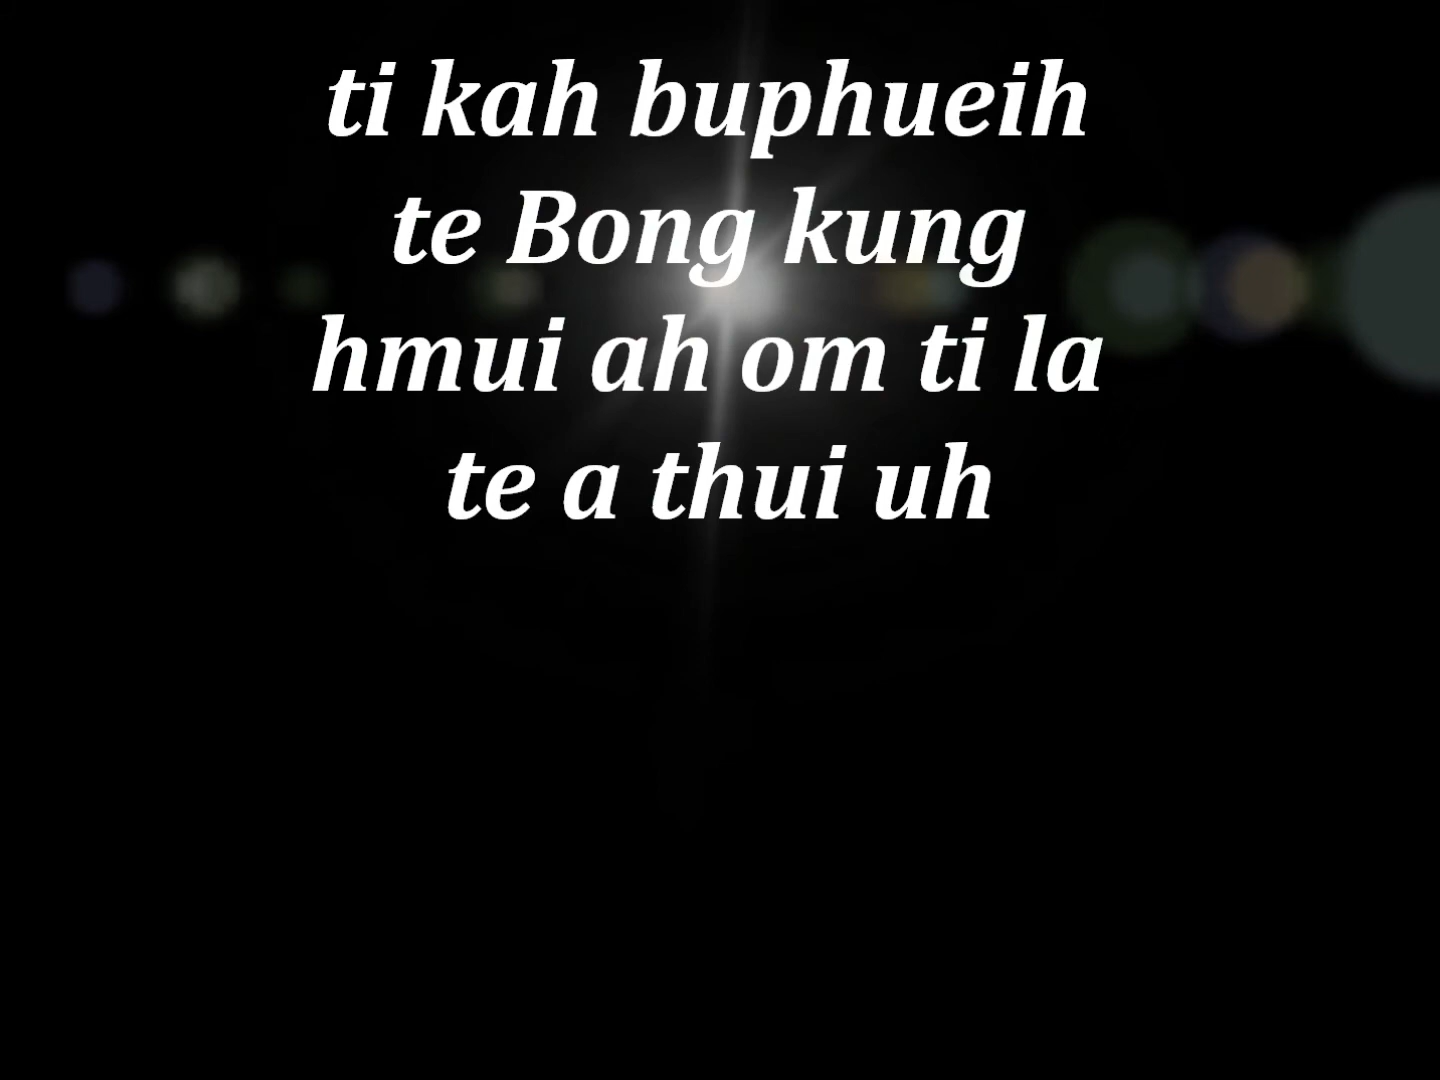 ti kah buphueih
te Bong kung
hmui ah om ti la
te a thui uh